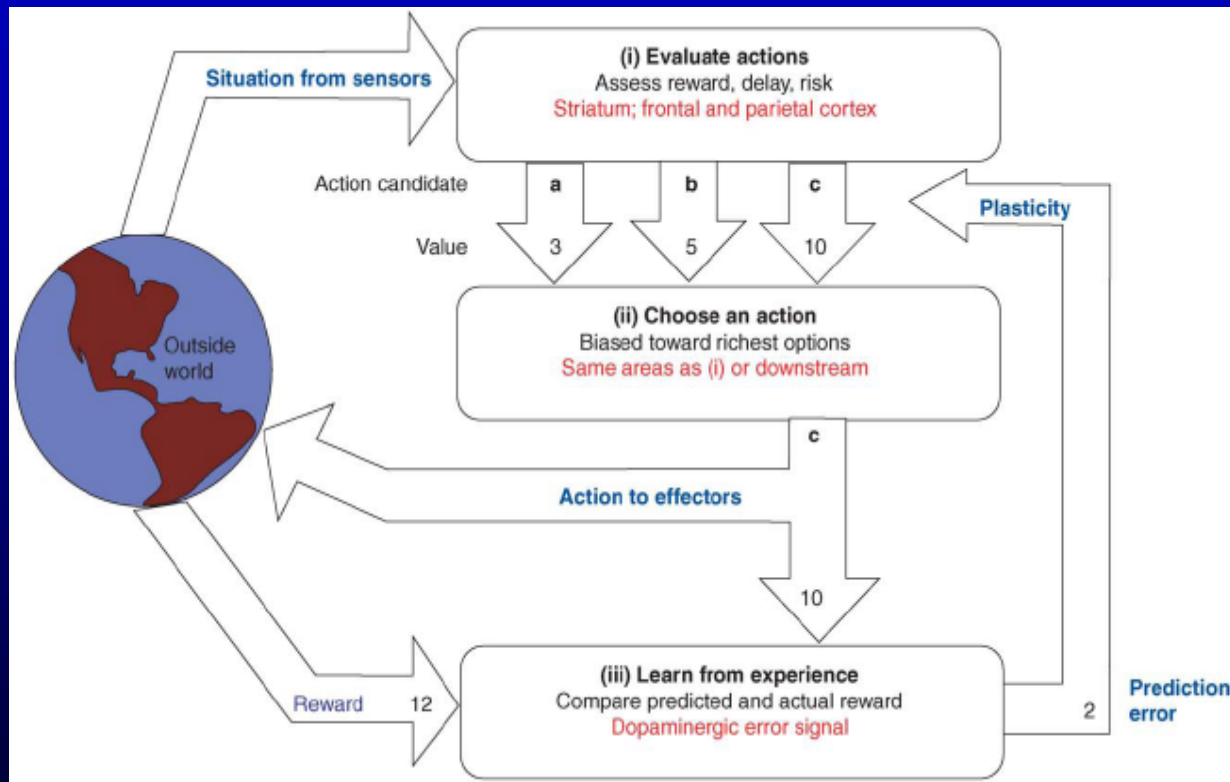 (i) Evaluate actions
Assess reward, delay, risk
Striatum; frontal and parietal cortex
Situation from sensors
Action candidate
a
b
c
Plasticity
Value
3
5
10
(ii) Choose an action
Biased toward richest options
Same areas as (i) or downstream
Outside
world
c
Action to effectors
10
(iii) Learn from experience
Compare predicted and actual reward
Dopaminergic error signal
Reward
12
2
Prediction
error